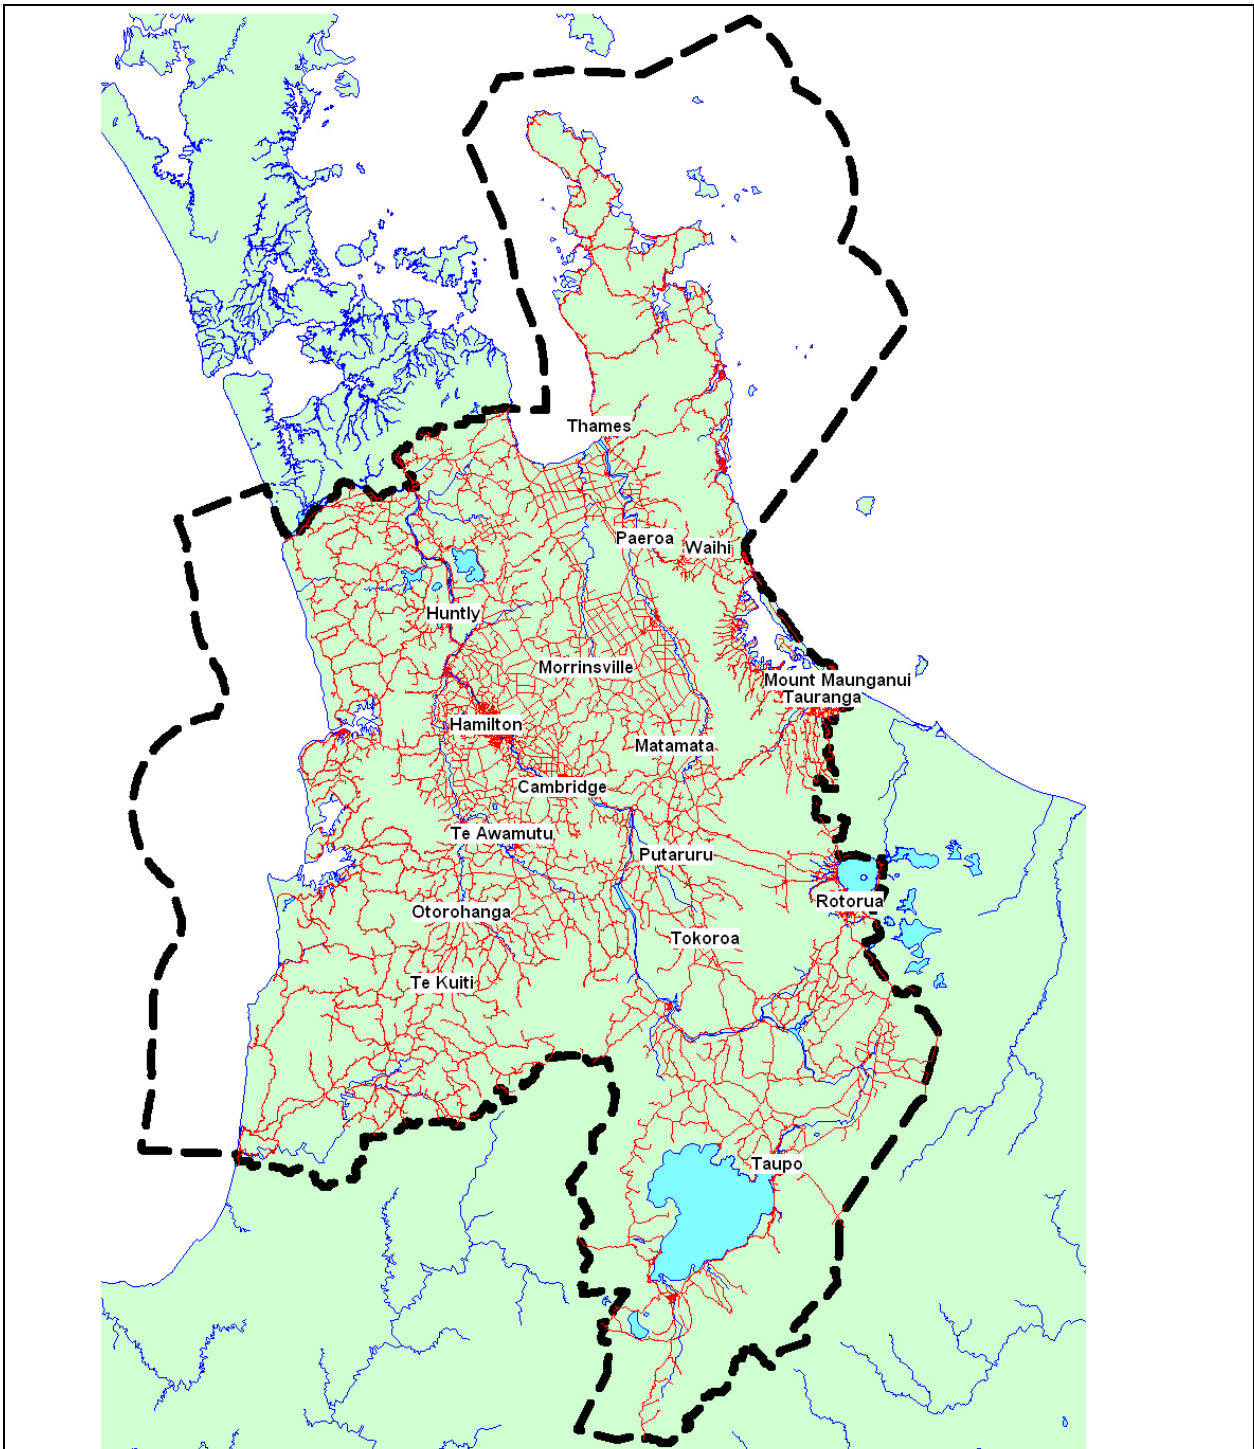 Thames
Paeroa
Waihi
Huntly
Morrinsville
Mount Maunganui
Tauranga
Hamilton
Matamata
Cambridge
Te Awamutu
Putaruru
Rotorua
Otorohanga
Tokoroa
Te Kuiti
Taupo